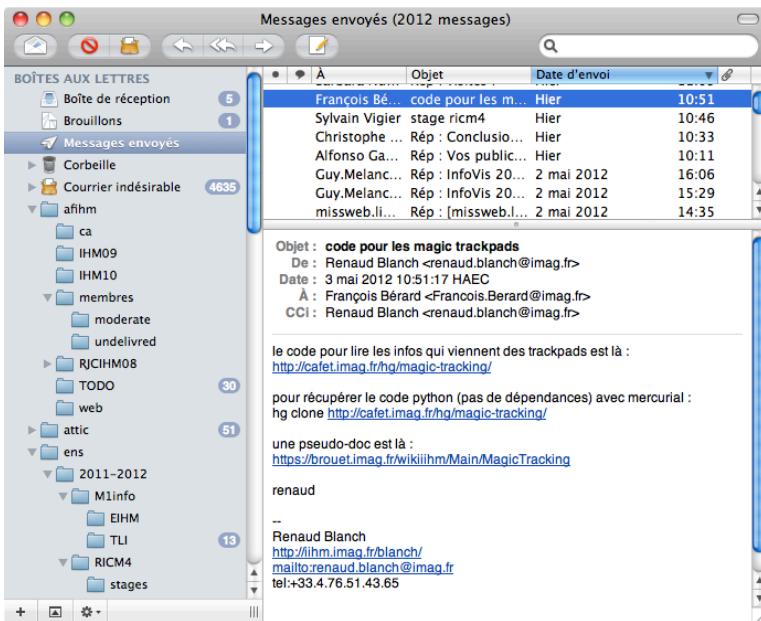 Messages envoyés (2012 messages)
BOÎTES AUX LETTRES
Boîte de réception 5
Brouillons 1
Messages envoyés
Corbeille
Courrier indésirable 4635
afihm
ca
IHM09
IHM10
membres
moderate
undelivred
RJCIHM08
TODO 30
web
attic 51
ens
2011-2012
M1info
EIHM
TLI 13
RICM4
stages
À Objet Date d'envoi
François Bé... code pour les m... Hier 10:51
Sylvain Vigier stage ricm4 Hier 10:46
Christophe ... Rép : Conclusio... Hier 10:33
Alfonso Ga... Rép : Vos public... Hier 10:11
Guy.Melanc... Rép : InfoVis 20... 2 mai 2012 16:06
Guy.Melanc... Rép : InfoVis 20... 2 mai 2012 15:29
missweb.li... Rép : [missweb.l... 2 mai 2012 14:35
Objet : code pour les magic trackpads
De : Renaud Blanch <renaud.blanch@imag.fr>
Date : 3 mai 2012 10:51:17 HAEC
À : François Bérard <Francois.Berard@imag.fr>
CCi : Renaud Blanch <renaud.blanch@imag.fr>
le code pour lire les infos qui viennent des trackpads est là :
http://cafet.imag.fr/hg/magic-tracking/
pour récupérer le code python (pas de dépendances) avec mercurial :
hg clone http://cafet.imag.fr/hg/magic-tracking/
une pseudo-doc est là :
https://brouet.imag.fr/wikiiihm/Main/MagicTracking
renaud
--
Renaud Blanch
http://iihm.imag.fr/blanch/
mailto:renaud.blanch@imag.fr
tel:+33.4.76.51.43.65